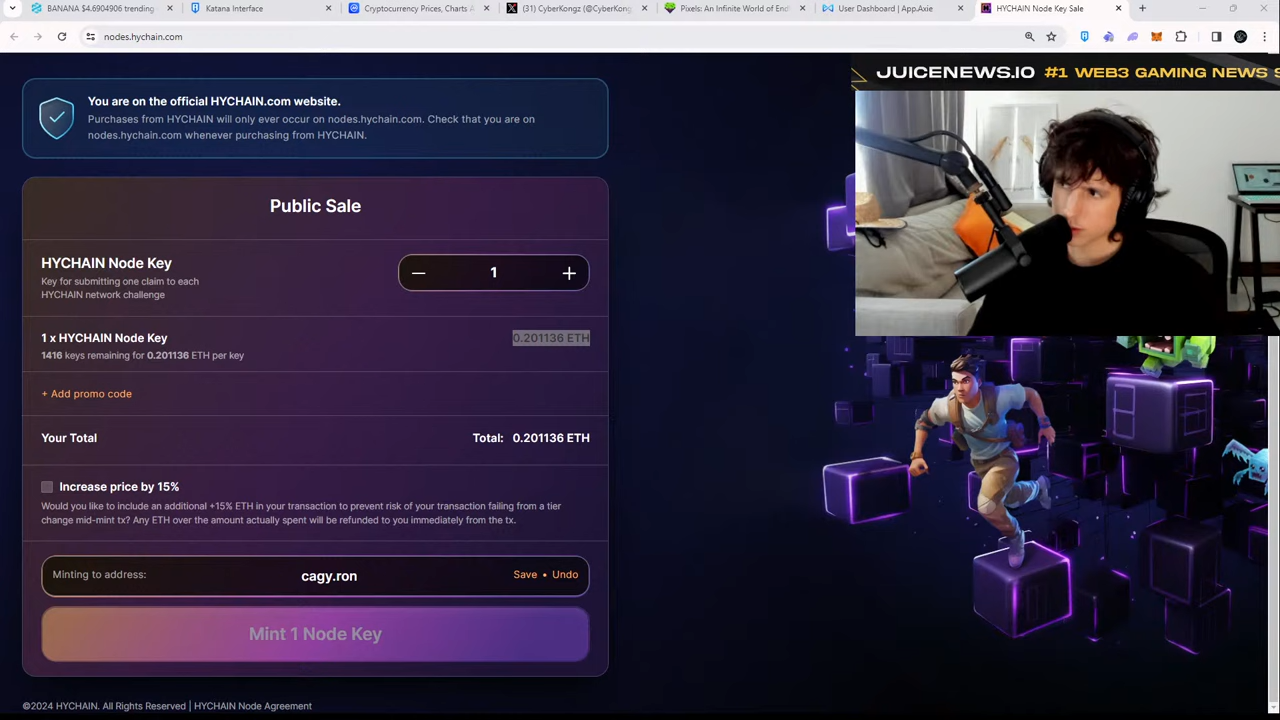 BANANA $4.6904906 trending
Katana Interface
Cryptocurrency Prices, Charts A
(31) CyberKongz (@CyberKong
Pixels: An Infinite World of End
User Dashboard | App.Axie
HYCHAIN Node Key Sale
nodes.hychain.com
JUICENEWS.IO #1 WEB3 GAMING NEWS S
You are on the official HYCHAIN.com website.
Purchases from HYCHAIN will only ever occur on nodes.hychain.com. Check that you are on
nodes.hychain.com whenever purchasing from HYCHAIN.
Public Sale
HYCHAIN Node Key
Key for submitting one claim to each
HYCHAIN network challenge
1
1 x HYCHAIN Node Key
0.201136 ETH
1416 keys remaining for 0.201136 ETH per key
+ Add promo code
Your Total
Total: 0.201136 ETH
Increase price by 15%
Would you like to include an additional +15% ETH in your transaction to prevent risk of your transaction failing from a tier
change mid-mint tx? Any ETH over the amount actually spent will be refunded to you immediately from the tx.
Minting to address:
cagy.ron
Save • Undo
Mint 1 Node Key
©2024 HYCHAIN. All Rights Reserved | HYCHAIN Node Agreement